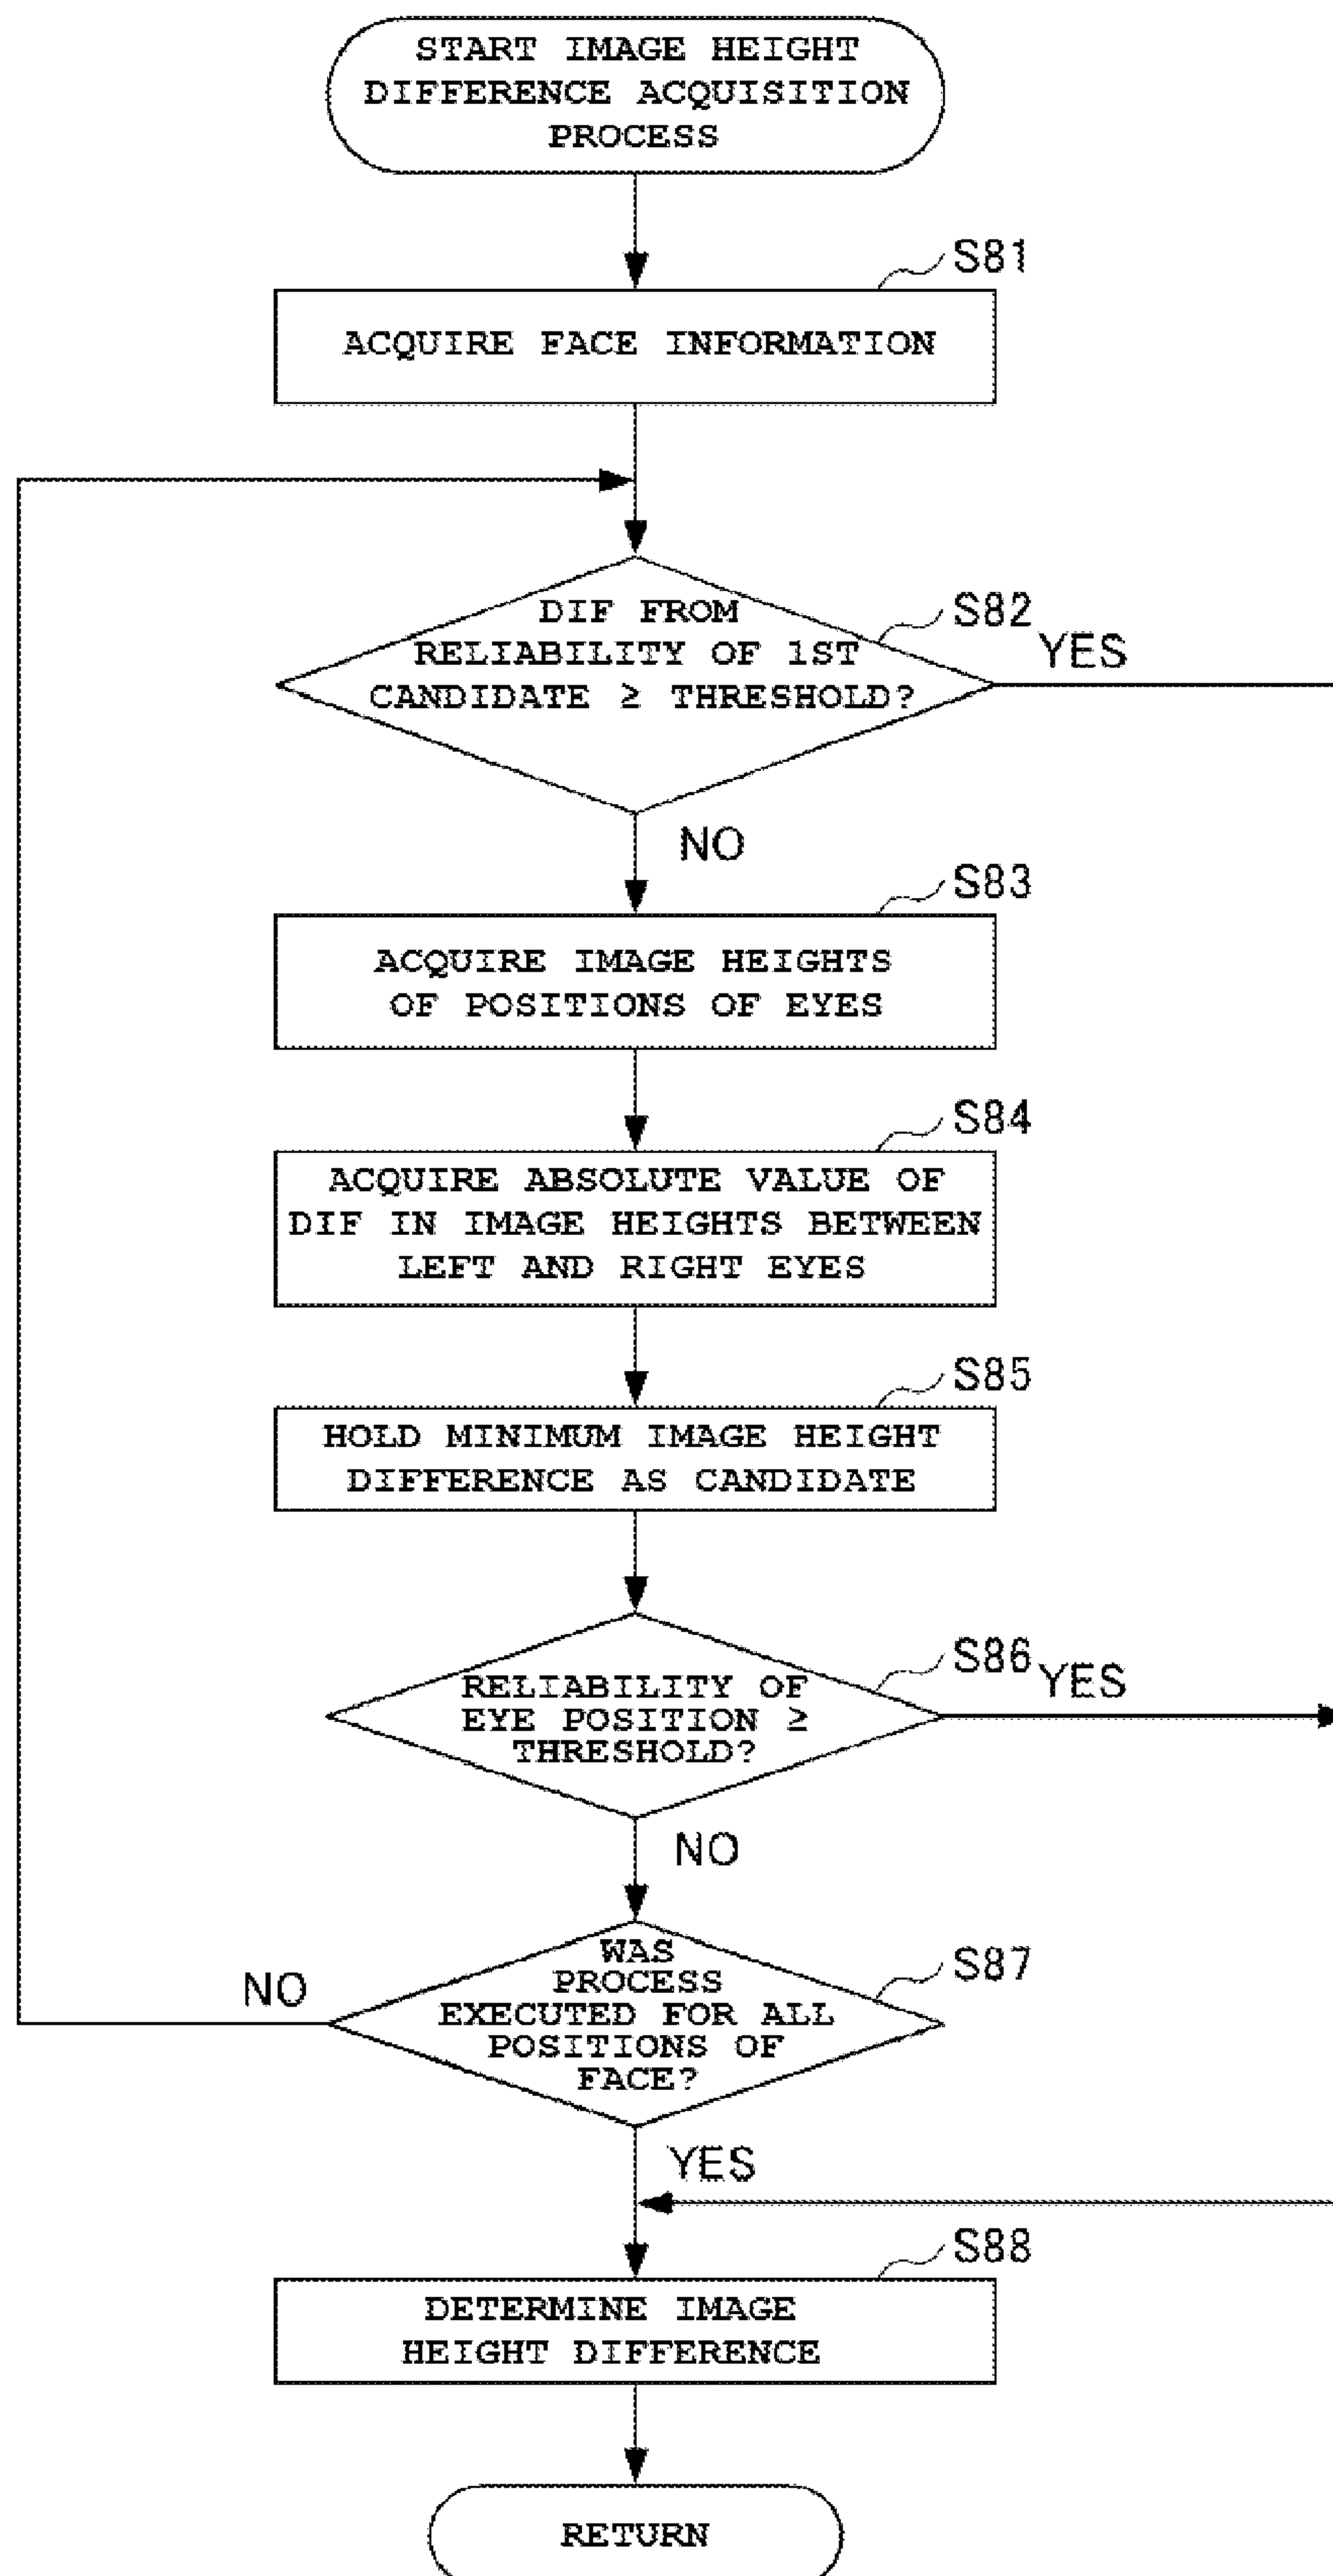 START IMAGE HEIGHT
DIFFERENCE ACQUISITION
PROCESS
S81
ACQUIRE FACE INFORMATION
S82
DIF FROM
RELIABILITY OF 1ST
CANDIDATE ≥ THRESHOLD?
YES
NO
S83
ACQUIRE IMAGE HEIGHTS
OF POSITIONS OF EYES
S84
ACQUIRE ABSOLUTE VALUE OF
DIF IN IMAGE HEIGHTS BETWEEN
LEFT AND RIGHT EYES
S85
HOLD MINIMUM IMAGE HEIGHT
DIFFERENCE AS CANDIDATE
S86
YES
RELIABILITY OF
EYE POSITION ≥
THRESHOLD?
NO
S87
WAS
PROCESS
EXECUTED FOR ALL
POSITIONS OF
FACE?
NO
YES
S88
DETERMINE IMAGE
HEIGHT DIFFERENCE
RETURN